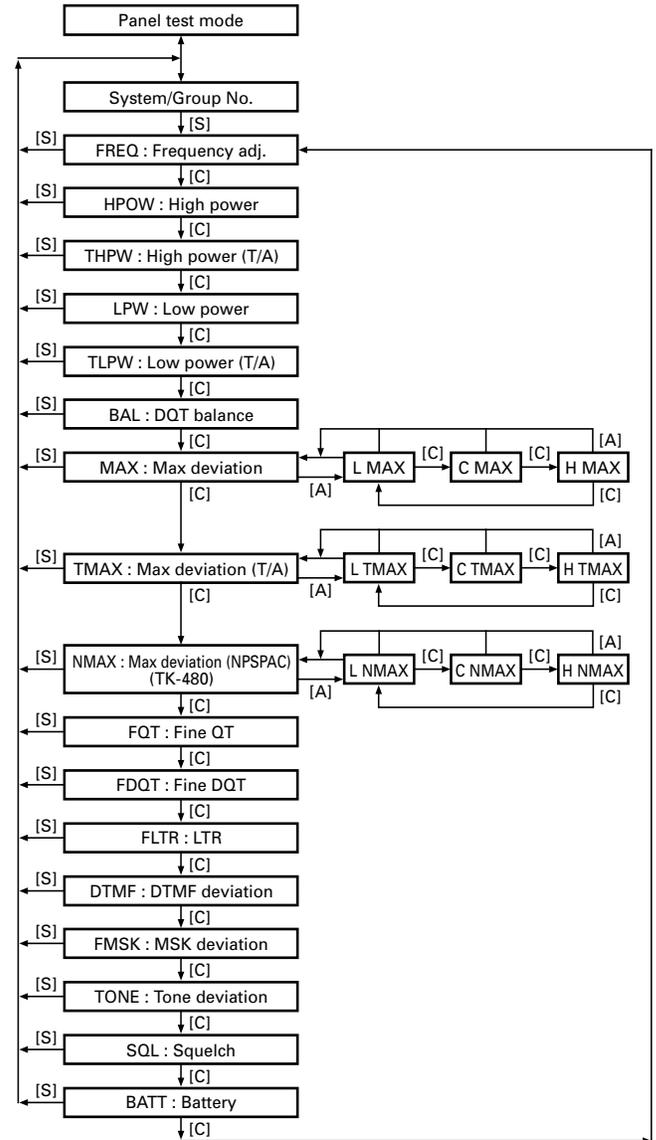 Panel test mode
System/Group No.
[S]
[S]
FREQ : Frequency adj.
[C]
[S]
HPOW : High power
[C]
[S]
THPW : High power (T/A)
[C]
[S]
LPW : Low power
[C]
[S]
TLPW : Low power (T/A)
[C]
[S]
BAL : DQT balance
[C]
[A]
[S]
MAX : Max deviation
L MAX
[C]
C MAX
[C]
H MAX
[C]
[A]
[C]
[A]
[S]
TMAX : Max deviation (T/A)
L TMAX
[C]
C TMAX
[C]
H TMAX
[C]
[A]
[C]
[A]
[S]
NMAX : Max deviation (NPSPAC)
(TK-480)
L NMAX
[C]
C NMAX
[C]
H NMAX
[C]
[A]
[C]
[S]
FQT : Fine QT
[C]
[S]
FDQT : Fine DQT
[C]
[S]
FLTR : LTR
[C]
[S]
DTMF : DTMF deviation
[C]
[S]
FMSK : MSK deviation
[C]
[S]
TONE : Tone deviation
[C]
[S]
SQL : Squelch
[C]
[S]
BATT : Battery
[C]